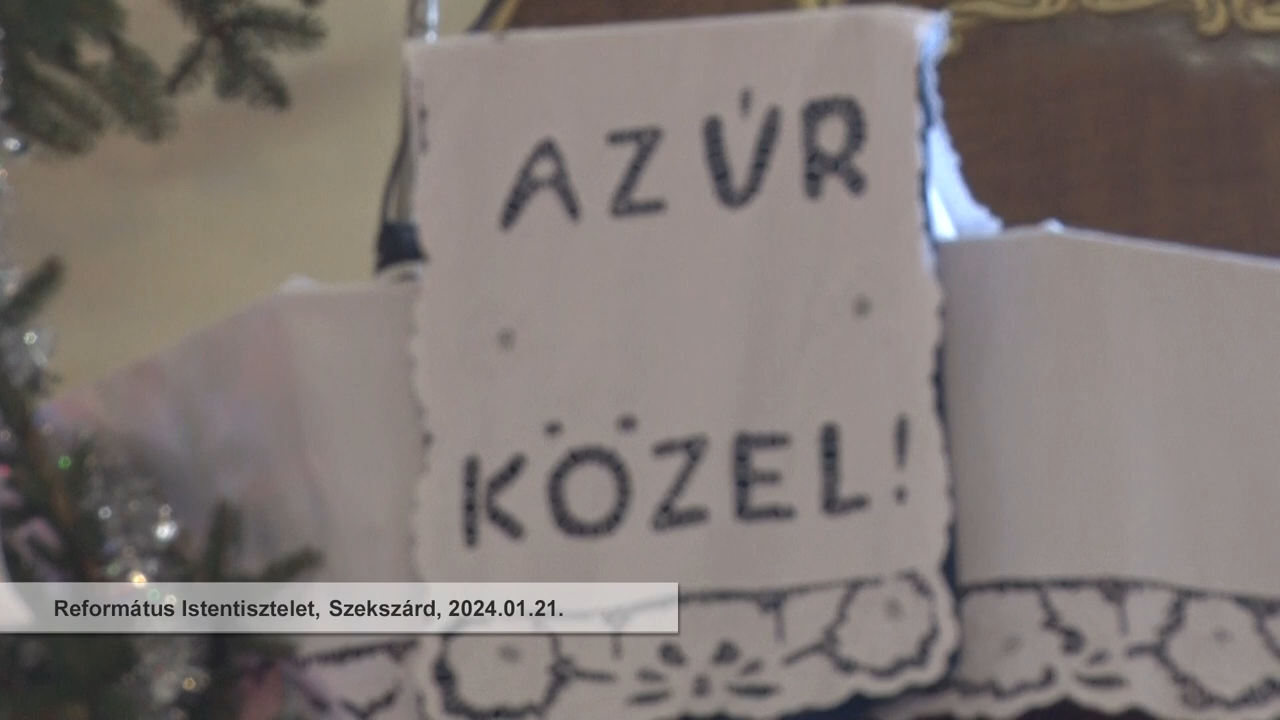 AZ ÚR
KÖZEL!
Református Istentisztelet, Szekszárd, 2024.01.21.